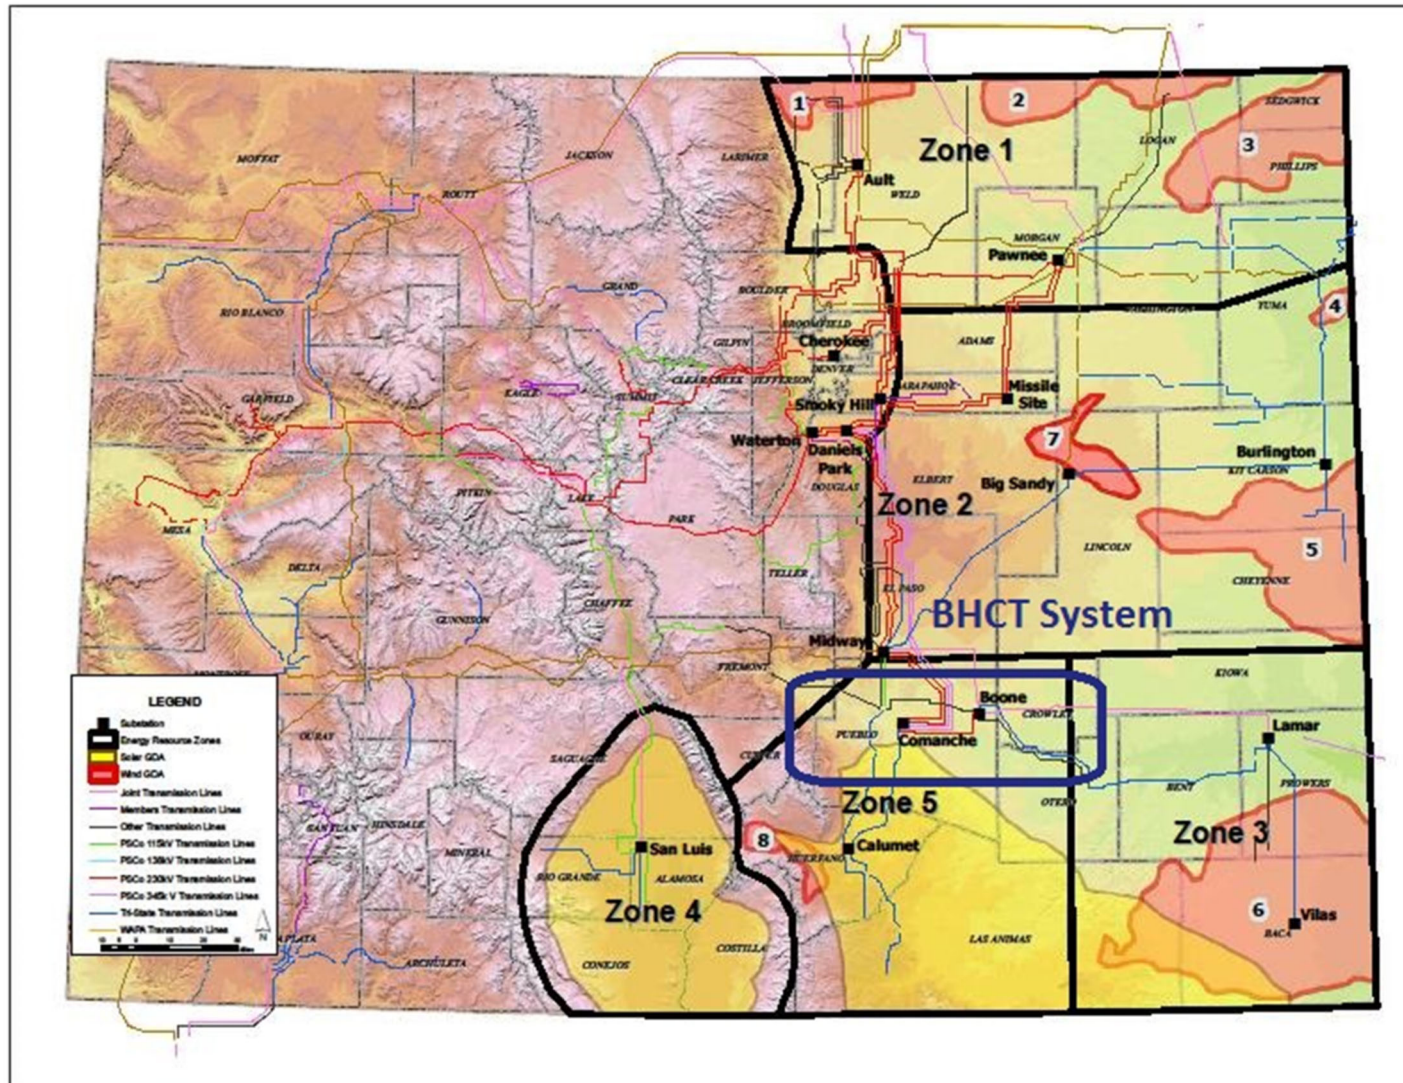 1
2
3
SEDGWICK
LOGAN
PHILLIPS
MOFFAT
JACKSON
LARIMER
Zone 1
ROUTT
Ault
WELD
MORGAN
Pawnee
BOULDER
GRAND
RIO BLANCO
YUMA
4
BROOMFIELD
GILPIN
Cherokee
ADAMS
DENVER
CLEAR CREEK
JEFFERSON
EAGLE
SUMMIT
ARAPAHOE
Missile
Site
GARFIELD
Smoky Hill
Waterton
Daniels
Park
7
Burlington
KIT CARSON
DOUGLAS
ELBERT
Big Sandy
PITKIN
LAKE
Zone 2
PARK
MESA
LINCOLN
5
DELTA
TELLER
CHEYENNE
EL PASO
CHAFFEE
GUNNISON
BHCT System
Midway
FREMONT
KIOWA
Boone
CROWLEY
PUEBLO
Comanche
Lamar
OURAY
SAGUACHE
CUSTER
OTERO
BENT
PROWERS
Zone 5
Zone 3
SAN JUAN
HINSDALE
MINERAL
San Luis
8
HUERFANO
Calumet
RIO GRANDE
ALAMOSA
Zone 4
6
Vilas
BACA
COSTILLA
LAS ANIMAS
CONEJOS
ARCHULETA
LEGEND
Substation
Energy Resource Zones
Solar GDA
Wind GDA
Joint Transmission Lines
Members Transmission Lines
Other Transmission Lines
PSCo 115kV Transmission Lines
PSCo 138kV Transmission Lines
PSCo 230kV Transmission Lines
PSCo 345k V Transmission Lines
Tri-State Transmission Lines
WAPA Transmission Lines
N